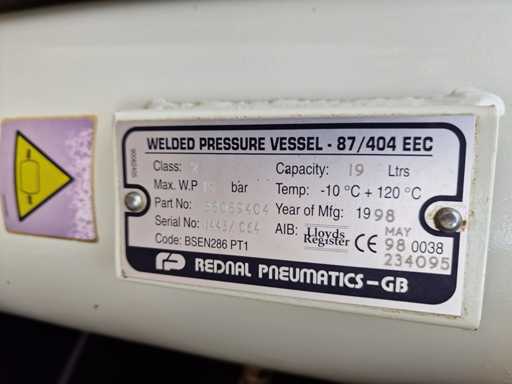 WELDED PRESSURE VESSEL - 87/404 EEC
Class: Capacity: 19 Ltrs
Max. W.P bar Temp: -10 °C + 120 °C
Part No: Year of Mfg: 1998
Serial No: AIB: Lloyds Register CE MAY 98 0038
Code: BSEN286 PT1 234095
REDNAL PNEUMATICS-GB